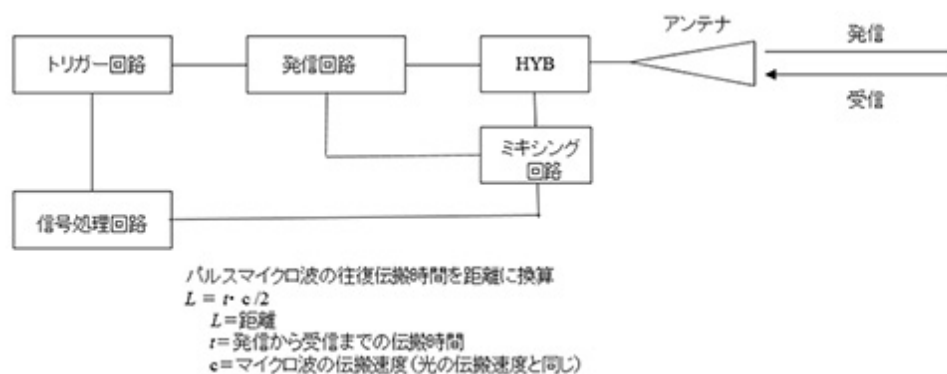 アンテナ
トリガー回路
発信回路
HYB
発信
受信
ミキシング
回路
信号処理回路
パルスマイクロ波の往復伝搬時間を距離に換算
L = t・c/2
L=距離
t=発信から受信までの伝搬時間
c=マイクロ波の伝搬速度(光の伝搬速度と同じ)